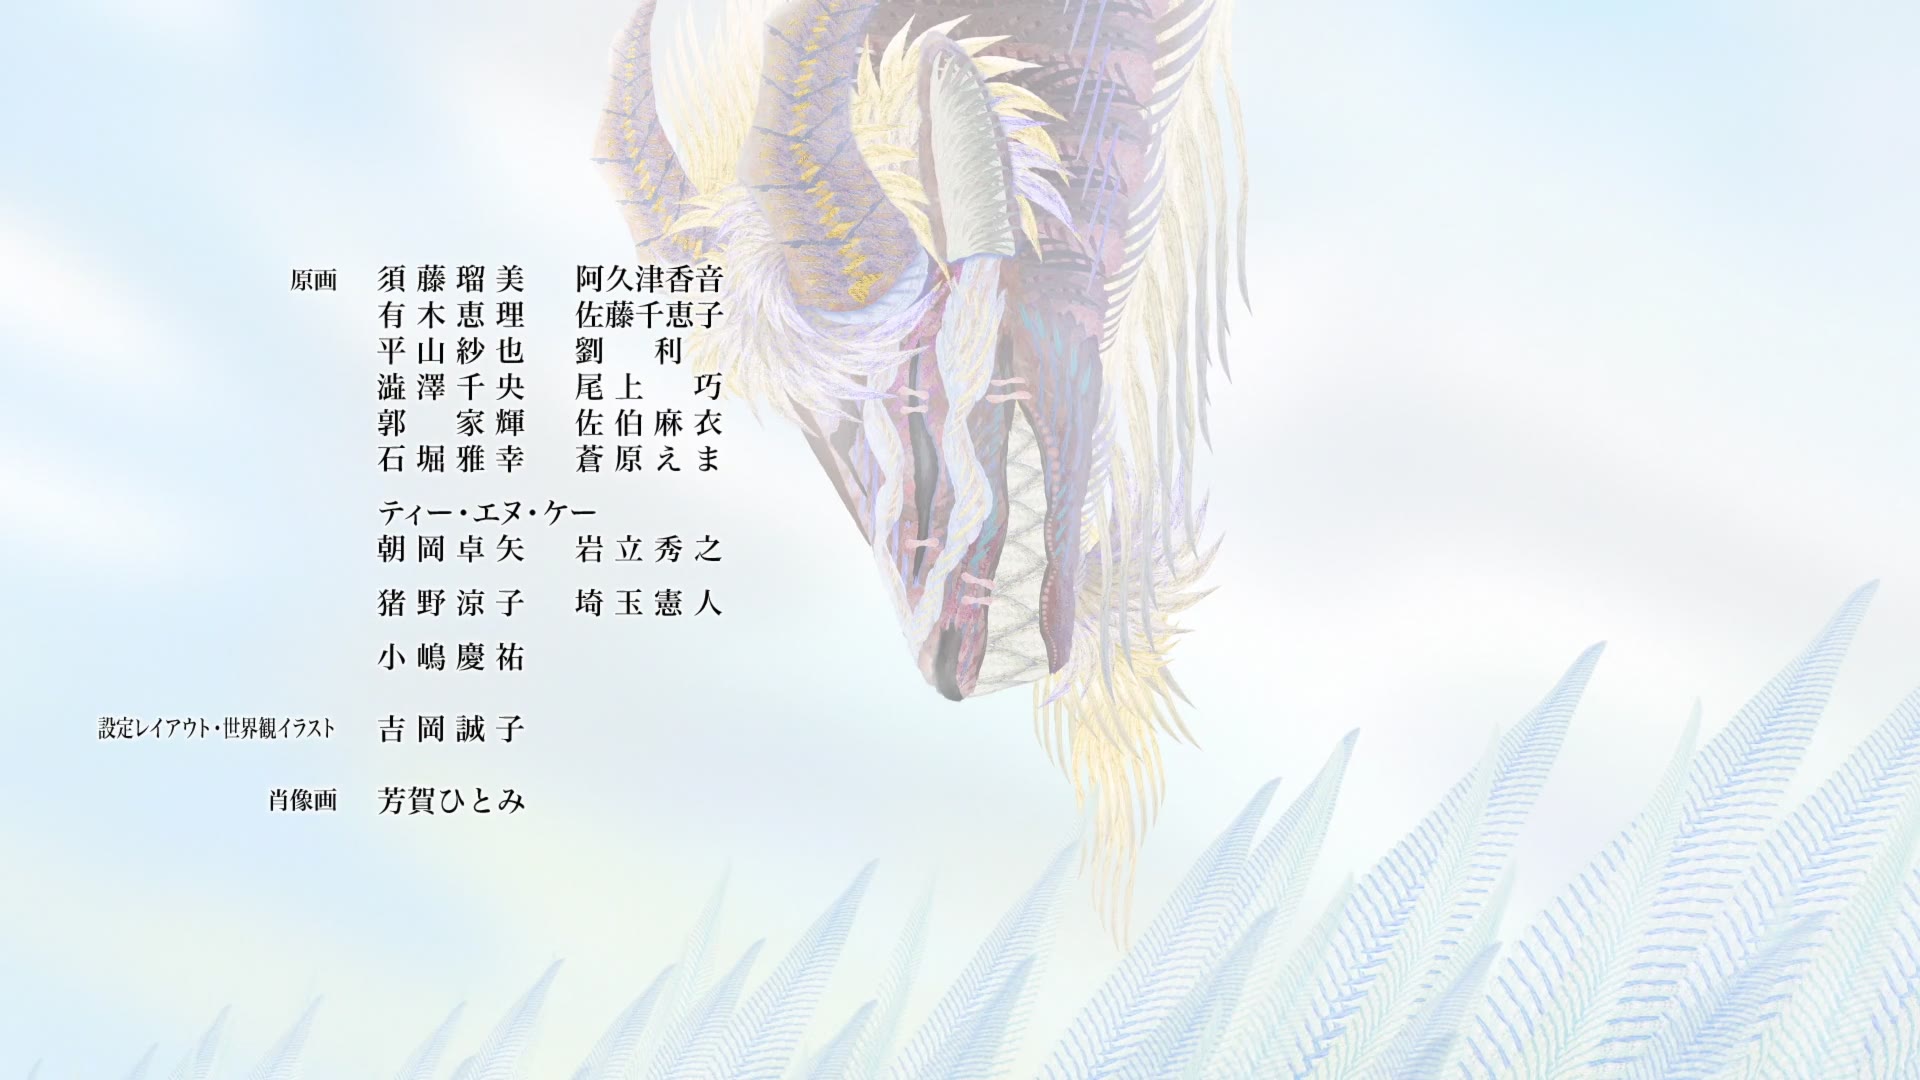 原画 須藤瑠美 阿久津香音
有木恵理 佐藤千恵子
平山紗也 劉 利
澁澤千央 尾上 巧
郭 家輝 佐伯麻衣
石堀雅幸 蒼原えま
ティー・エヌ・ケー
朝岡卓矢 岩立秀之
猪野涼子 埼玉憲人
小嶋慶祐
設定レイアウト・世界観イラスト 吉岡誠子
肖像画 芳賀ひとみ